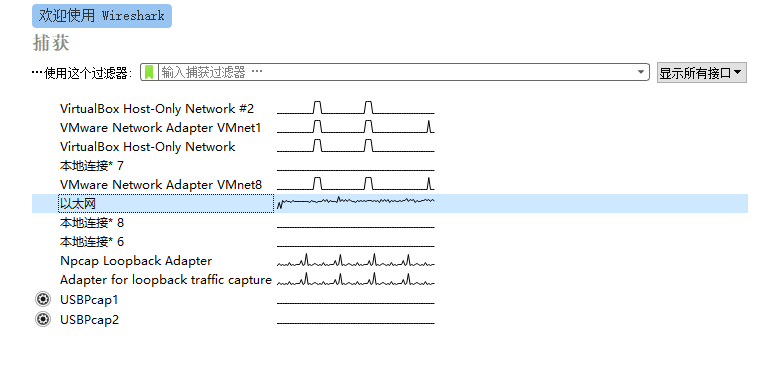 欢迎使用 Wireshark
捕获
…使用这个过滤器: 输入捕获过滤器 … 显示所有接口
VirtualBox Host-Only Network #2
VMware Network Adapter VMnet1
VirtualBox Host-Only Network
本地连接* 7
VMware Network Adapter VMnet8
以太网
本地连接* 8
本地连接* 6
Npcap Loopback Adapter
Adapter for loopback traffic capture
USBPcap1
USBPcap2